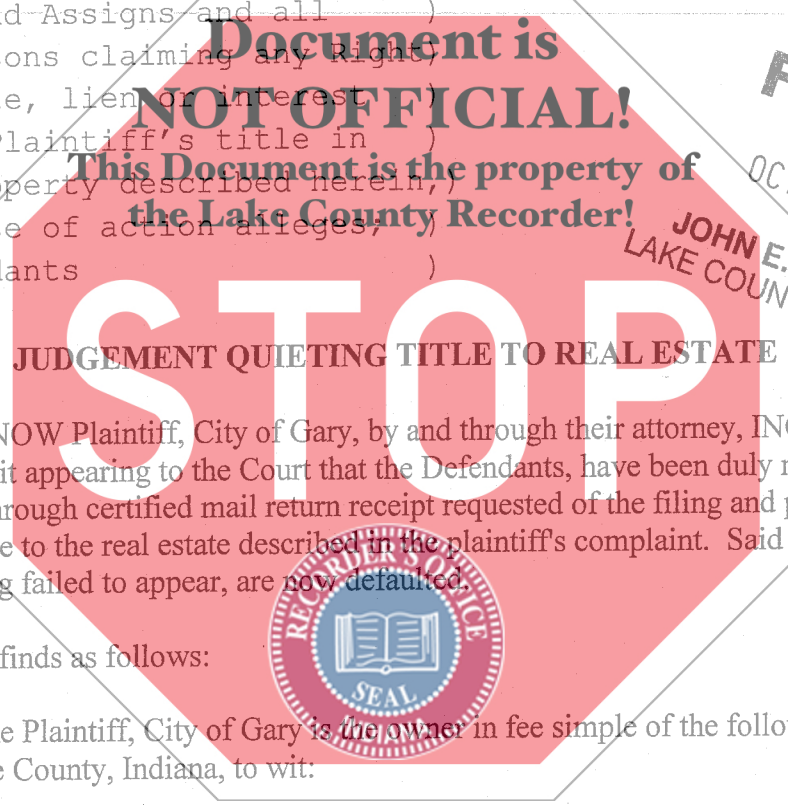 d Assigns and all )
ons claiming any Right,)
e, lien or interest )
Plaintiff's title in )
operty described herein,)
e of action alleges; )
dants )
Document is
NOT OFFICIAL!
This Document is the property of
the Lake County Recorder!
OC
JOHN E.
LAKE COUN
STOP
JUDGEMENT QUIETING TITLE TO REAL ESTATE
NOW Plaintiff, City of Gary, by and through their attorney, ING
it appearing to the Court that the Defendants, have been duly n
rough certified mail return receipt requested of the filing and p
e to the real estate described in the plaintiff's complaint. Said
g failed to appear, are now defaulted.
RECORDER'S OFFICE
SEAL
finds as follows:
e Plaintiff, City of Gary is the owner in fee simple of the follo
e County, Indiana, to wit: